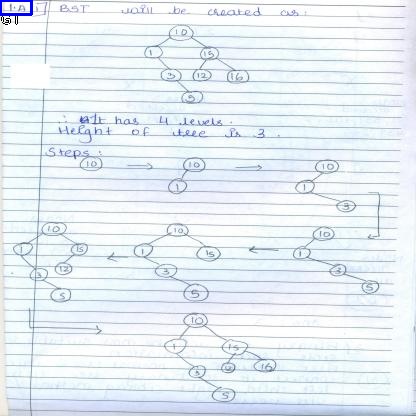 1.A i BST will be created as:
Q1
10
1 15
3 12 16
5
∴ It has 4 levels.
Height of tree is 3.
Steps:
10 → 10 → 10
1 1
3
10 10 10
1 15 ← 1 15 ← 1
3 12 3 3
5 5 5
10
1 15
3 12 16
5